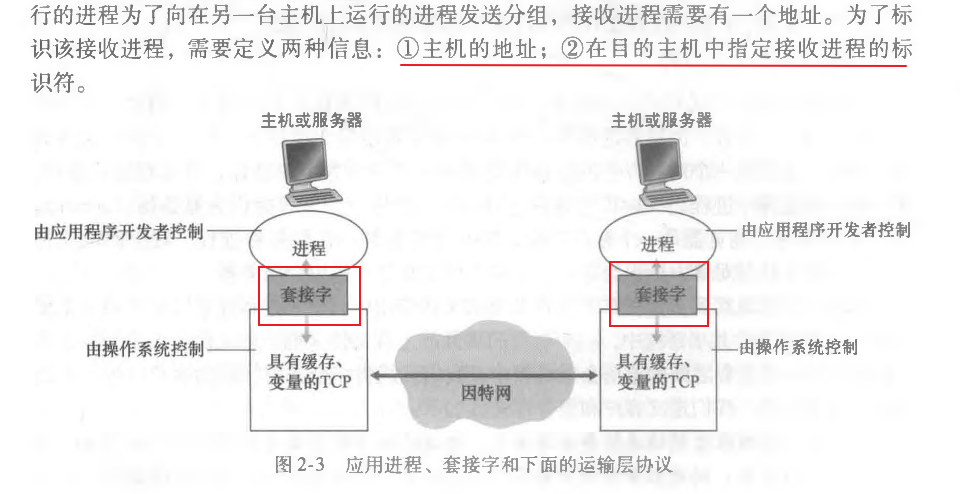 行的进程为了向在另一台主机上运行的进程发送分组，接收进程需要有一个地址。为了标
识该接收进程，需要定义两种信息：①主机的地址；②在目的主机中指定接收进程的标
识符。
主机或服务器 主机或服务器
由应用程序开发者控制 进程 进程 由应用程序开发者控制
套接字 套接字
由操作系统控制 具有缓存、 因特网 具有缓存、 由操作系统控制
变量的TCP 变量的TCP
图 2-3 应用进程、套接字和下面的运输层协议